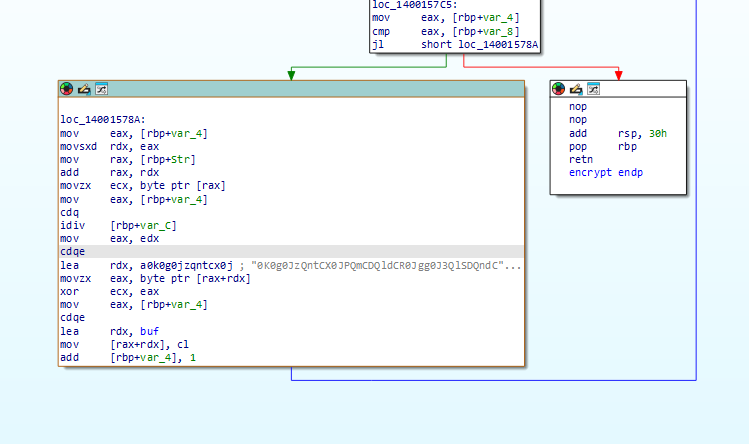 loc_1400157C5:
mov eax, [rbp+var_4]
cmp eax, [rbp+var_8]
jl short loc_14001578A
loc_14001578A:
mov eax, [rbp+var_4]
movsxd rdx, eax
mov rax, [rbp+Str]
add rax, rdx
movzx ecx, byte ptr [rax]
mov eax, [rbp+var_4]
cdq
idiv [rbp+var_C]
mov eax, edx
cdqe
lea rdx, a0k0g0jzqntcx0j ; "0K0g0JzQntCX0JPQmCDQldCR0Jgg0J3QlSDQndC"...
movzx eax, byte ptr [rax+rdx]
xor ecx, eax
mov eax, [rbp+var_4]
cdqe
lea rdx, buf
mov [rax+rdx], cl
add [rbp+var_4], 1
nop
nop
add rsp, 30h
pop rbp
retn
encrypt endp